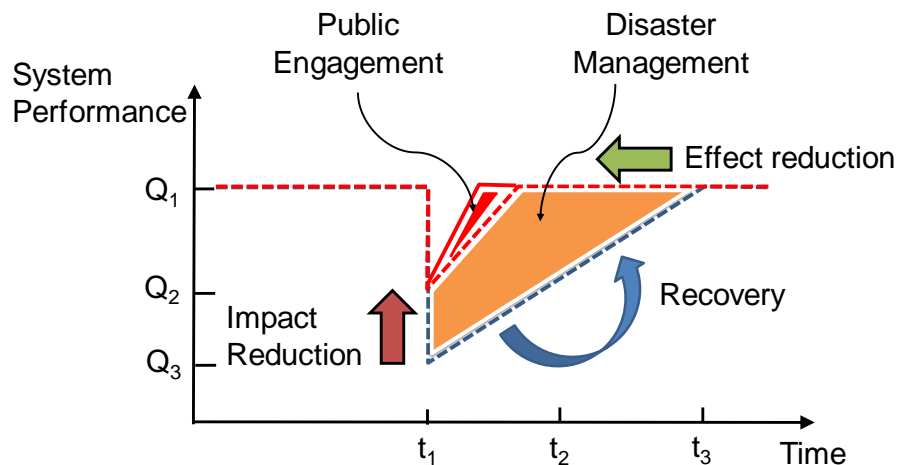 Public
Engagement
Disaster
Management
System
Performance
Effect reduction
Q₁
Q₂
Impact
Reduction
Recovery
Q₃
t₁
t₂
t₃
Time